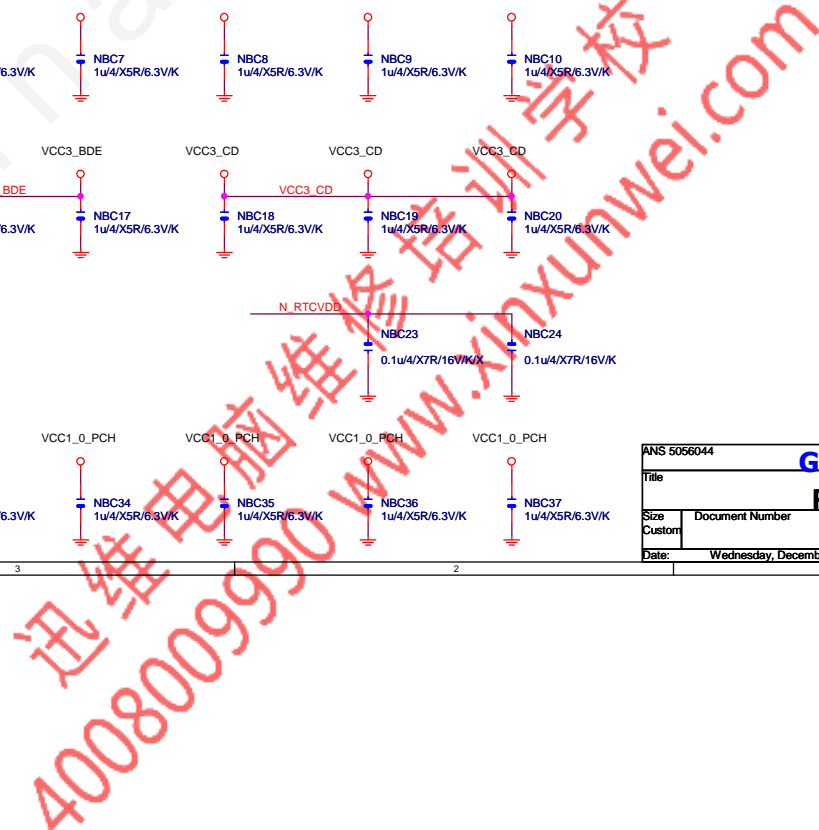 NBC7
NBC8
NBC9
NBC10
6.3V/K
1u/4/X5R/6.3V/K
1u/4/X5R/6.3V/K
1u/4/X5R/6.3V/K
1u/4/X5R/6.3V/K
VCC3_BDE
VCC3_CD
VCC3_CD
VCC3_CD
BDE
VCC3_CD
NBC17
NBC18
NBC19
NBC20
6.3V/K
1u/4/X5R/6.3V/K
1u/4/X5R/6.3V/K
1u/4/X5R/6.3V/K
1u/4/X5R/6.3V/K
N_RTCVDD
NBC23
NBC24
0.1u/4/X7R/16V/K/X
0.1u/4/X7R/16V/K
VCC1_0_PCH
VCC1_0_PCH
VCC1_0_PCH
VCC1_0_PCH
NBC34
NBC35
NBC36
NBC37
6.3V/K
1u/4/X5R/6.3V/K
1u/4/X5R/6.3V/K
1u/4/X5R/6.3V/K
1u/4/X5R/6.3V/K
ANS 5056044
G
Title
Size
Document Number
Custom
Date:
Wednesday, Decemb
3
2
迅维电脑维修培训学校
4008009990 www.xinxunwei.com